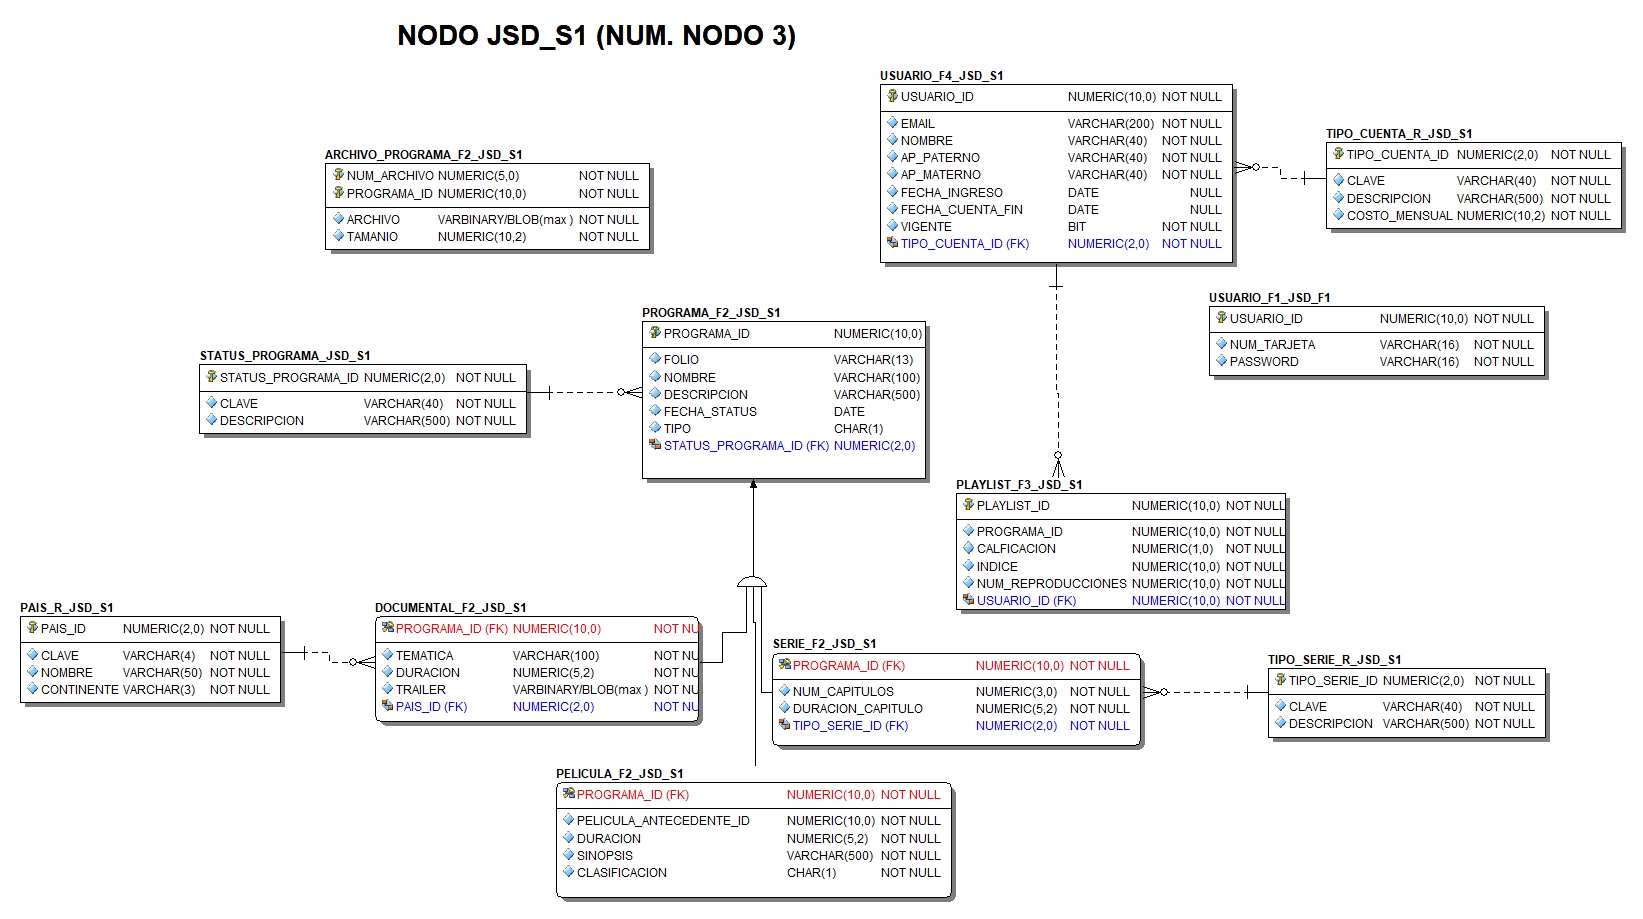 NODO JSD_S1 (NUM. NODO 3)
USUARIO_F4_JSD_S1
USUARIO_ID NUMERIC(10,0) NOT NULL
EMAIL VARCHAR(200) NOT NULL
NOMBRE VARCHAR(40) NOT NULL
AP_PATERNO VARCHAR(40) NOT NULL
AP_MATERNO VARCHAR(40) NOT NULL
FECHA_INGRESO DATE NULL
FECHA_CUENTA_FIN DATE NULL
VIGENTE BIT NOT NULL
TIPO_CUENTA_ID (FK) NUMERIC(2,0) NOT NULL
TIPO_CUENTA_R_JSD_S1
TIPO_CUENTA_ID NUMERIC(2,0) NOT NULL
CLAVE VARCHAR(40) NOT NULL
DESCRIPCION VARCHAR(500) NOT NULL
COSTO_MENSUAL NUMERIC(10,2) NOT NULL
ARCHIVO_PROGRAMA_F2_JSD_S1
NUM_ARCHIVO NUMERIC(5,0) NOT NULL
PROGRAMA_ID NUMERIC(10,0) NOT NULL
ARCHIVO VARBINARY/BLOB(max ) NOT NULL
TAMANIO NUMERIC(10,2) NOT NULL
USUARIO_F1_JSD_F1
USUARIO_ID NUMERIC(10,0) NOT NULL
NUM_TARJETA VARCHAR(16) NOT NULL
PASSWORD VARCHAR(16) NOT NULL
PROGRAMA_F2_JSD_S1
PROGRAMA_ID NUMERIC(10,0)
FOLIO VARCHAR(13)
NOMBRE VARCHAR(100)
DESCRIPCION VARCHAR(500)
FECHA_STATUS DATE
TIPO CHAR(1)
STATUS_PROGRAMA_ID (FK) NUMERIC(2,0)
STATUS_PROGRAMA_JSD_S1
STATUS_PROGRAMA_ID NUMERIC(2,0) NOT NULL
CLAVE VARCHAR(40) NOT NULL
DESCRIPCION VARCHAR(500) NOT NULL
PLAYLIST_F3_JSD_S1
PLAYLIST_ID NUMERIC(10,0) NOT NULL
PROGRAMA_ID NUMERIC(10,0) NOT NULL
CALFICACION NUMERIC(1,0) NOT NULL
INDICE NUMERIC(10,0) NOT NULL
NUM_REPRODUCCIONES NUMERIC(10,0) NOT NULL
USUARIO_ID (FK) NUMERIC(10,0) NOT NULL
PAIS_R_JSD_S1
PAIS_ID NUMERIC(2,0) NOT NULL
CLAVE VARCHAR(4) NOT NULL
NOMBRE VARCHAR(50) NOT NULL
CONTINENTE VARCHAR(3) NOT NULL
DOCUMENTAL_F2_JSD_S1
PROGRAMA_ID (FK) NUMERIC(10,0) NOT NU
TEMATICA VARCHAR(100) NOT NU
DURACION NUMERIC(5,2) NOT NU
TRAILER VARBINARY/BLOB(max ) NOT NU
PAIS_ID (FK) NUMERIC(2,0) NOT NU
SERIE_F2_JSD_S1
PROGRAMA_ID (FK) NUMERIC(10,0) NOT NULL
NUM_CAPITULOS NUMERIC(3,0) NOT NULL
DURACION_CAPITULO NUMERIC(5,2) NOT NULL
TIPO_SERIE_ID (FK) NUMERIC(2,0) NOT NULL
TIPO_SERIE_R_JSD_S1
TIPO_SERIE_ID NUMERIC(2,0) NOT NULL
CLAVE VARCHAR(40) NOT NULL
DESCRIPCION VARCHAR(500) NOT NULL
PELICULA_F2_JSD_S1
PROGRAMA_ID (FK) NUMERIC(10,0) NOT NULL
PELICULA_ANTECEDENTE_ID NUMERIC(10,0) NOT NULL
DURACION NUMERIC(5,2) NOT NULL
SINOPSIS VARCHAR(500) NOT NULL
CLASIFICACION CHAR(1) NOT NULL